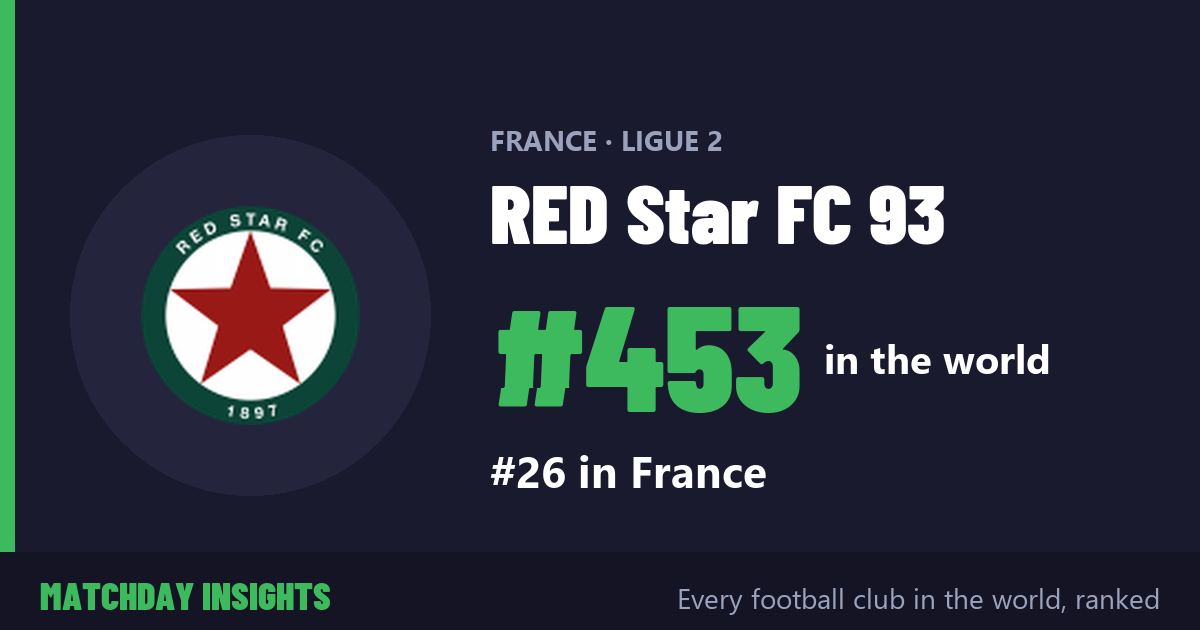 FRANCE · LIGUE 2
RED Star FC 93
RED STAR FC
1897
#453 in the world
#26 in France
MATCHDAY INSIGHTS
Every football club in the world, ranked